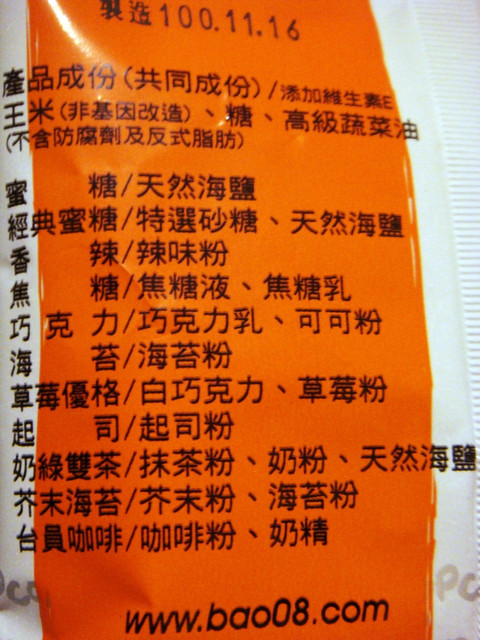 製造100.11.16
產品成份(共同成份)/添加維生素E
玉米(非基因改造)、糖、高級蔬菜油
(不含防腐劑及反式脂肪)
蜜糖/天然海鹽
經典蜜糖/特選砂糖、天然海鹽
香辣/辣味粉
焦糖/焦糖液、焦糖乳
巧克力/巧克力乳、可可粉
海苔/海苔粉
草莓優格/白巧克力、草莓粉
起司/起司粉
奶綠雙茶/抹茶粉、奶粉、天然海鹽
芥末海苔/芥末粉、海苔粉
台員咖啡/咖啡粉、奶精
www.bao08.com